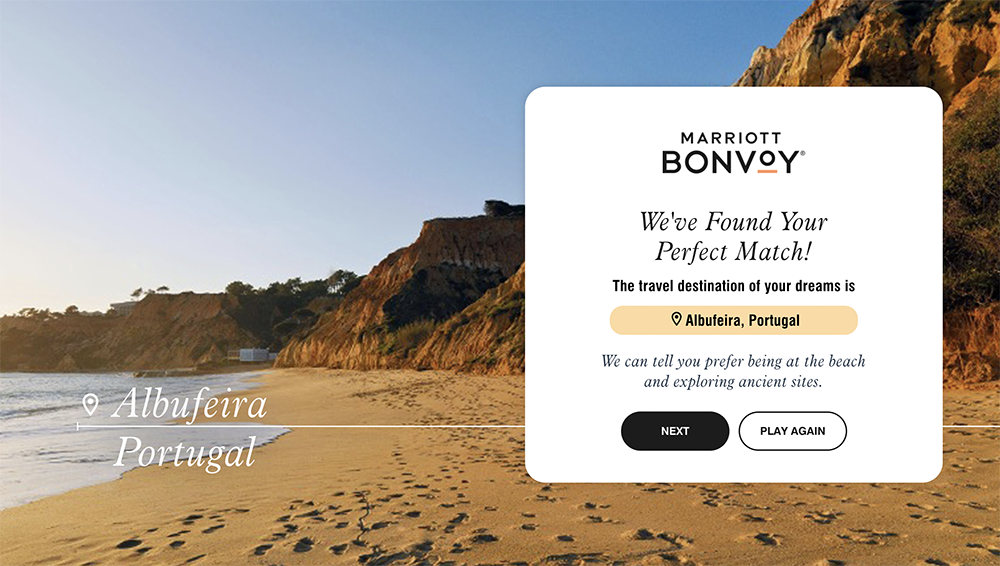 Albufeira
Portugal
MARRIOTT
BONVOY®
We've Found Your
Perfect Match!
The travel destination of your dreams is
Albufeira, Portugal
We can tell you prefer being at the beach
and exploring ancient sites.
NEXT
PLAY AGAIN